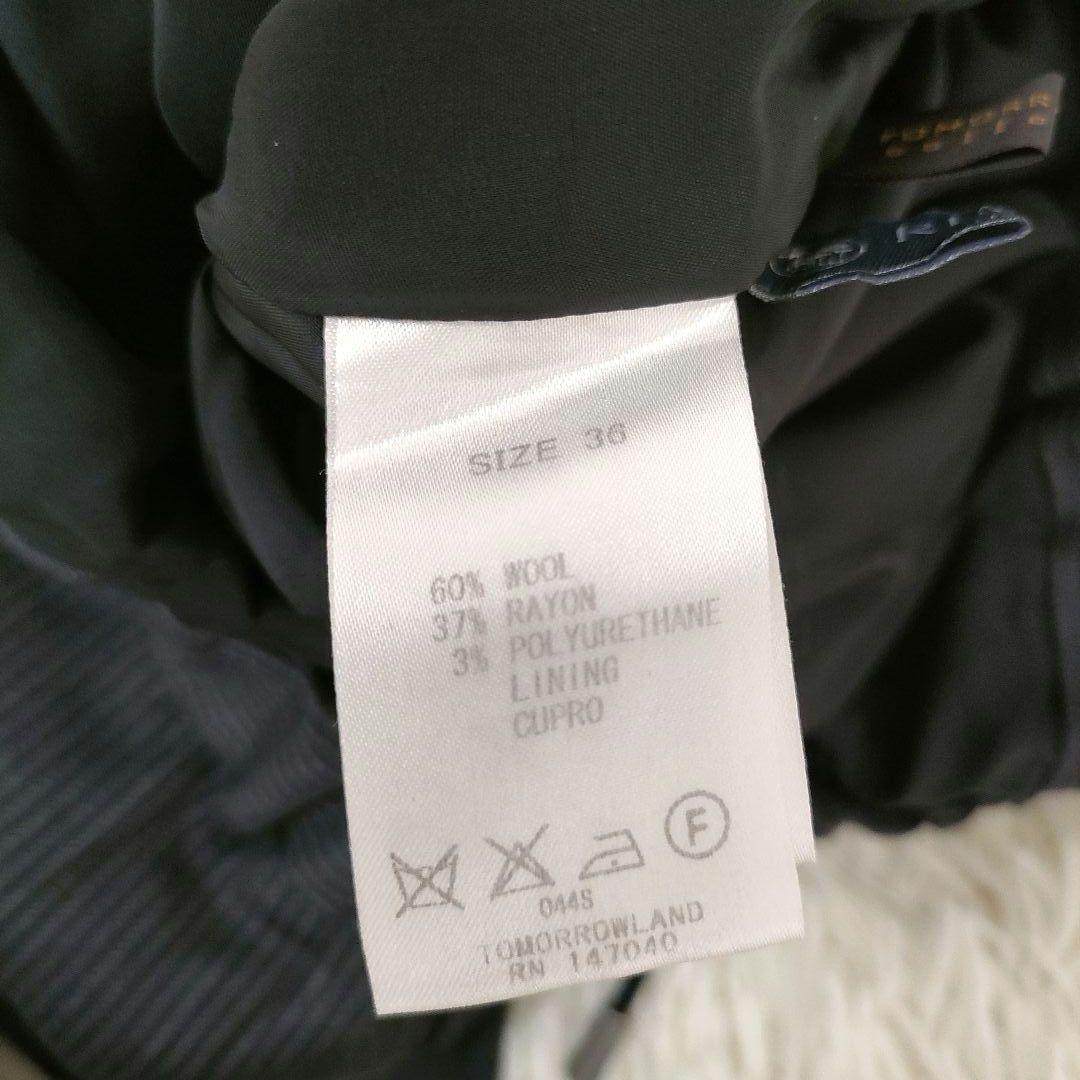 SIZE 36
60% WOOL
37% RAYON
3% POLYURETHANE
LINING
CUPRO
F
044S
TOMORROWLAND
RN 147040